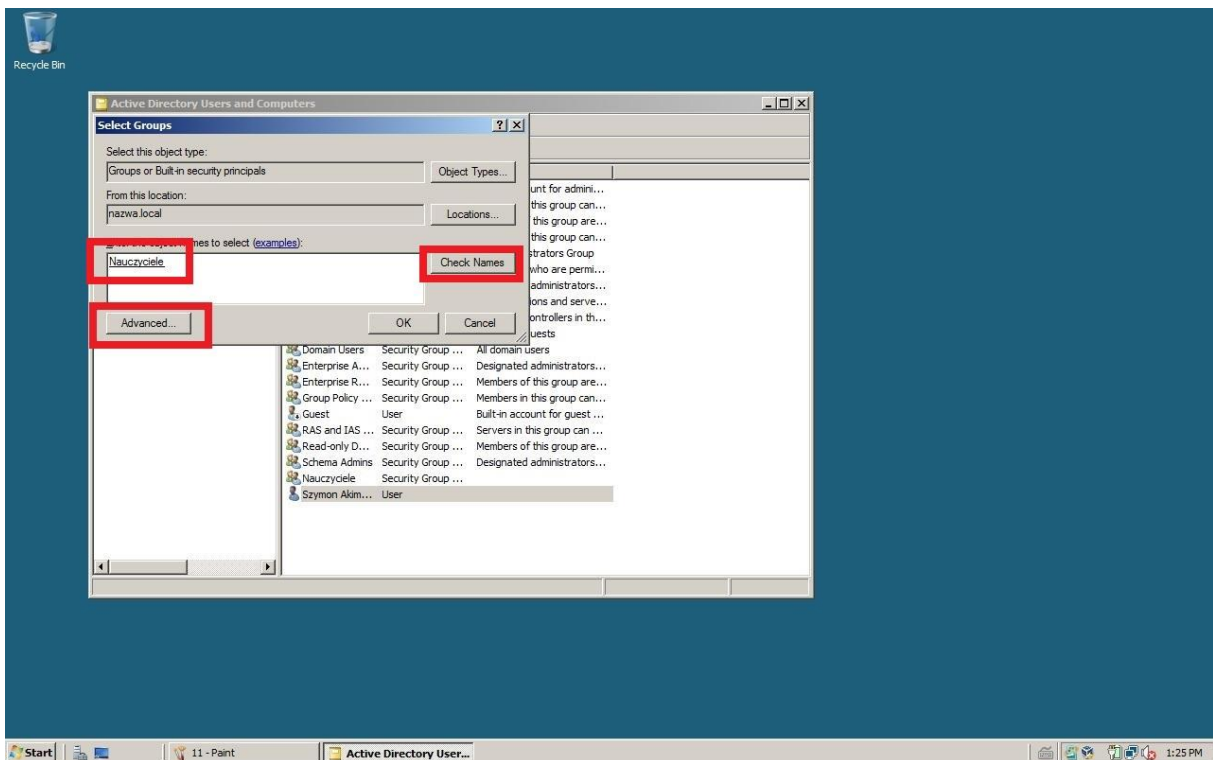 Recycle Bin
Active Directory Users and Computers
Select Groups
Select this object type:
Groups or Built-in security principals
Object Types...
From this location:
nazwa.local
Locations...
mes to select (examples):
Nauczyciele
Check Names
Advanced...
OK
Cancel
unt for admini...
this group can...
this group are...
this group can...
strators Group
who are permi...
administrators...
ions and serve...
ontrollers in th...
uests
Domain Users Security Group ... All domain users
Enterprise A... Security Group ... Designated administrators...
Enterprise R... Security Group ... Members of this group are...
Group Policy ... Security Group ... Members in this group can...
Guest User Built-in account for guest ...
RAS and IAS ... Security Group ... Servers in this group can ...
Read-only D... Security Group ... Members of this group are...
Schema Admins Security Group ... Designated administrators...
Nauczyciele Security Group ...
Szymon Akim... User
Start
11 - Paint
Active Directory User...
1:25 PM